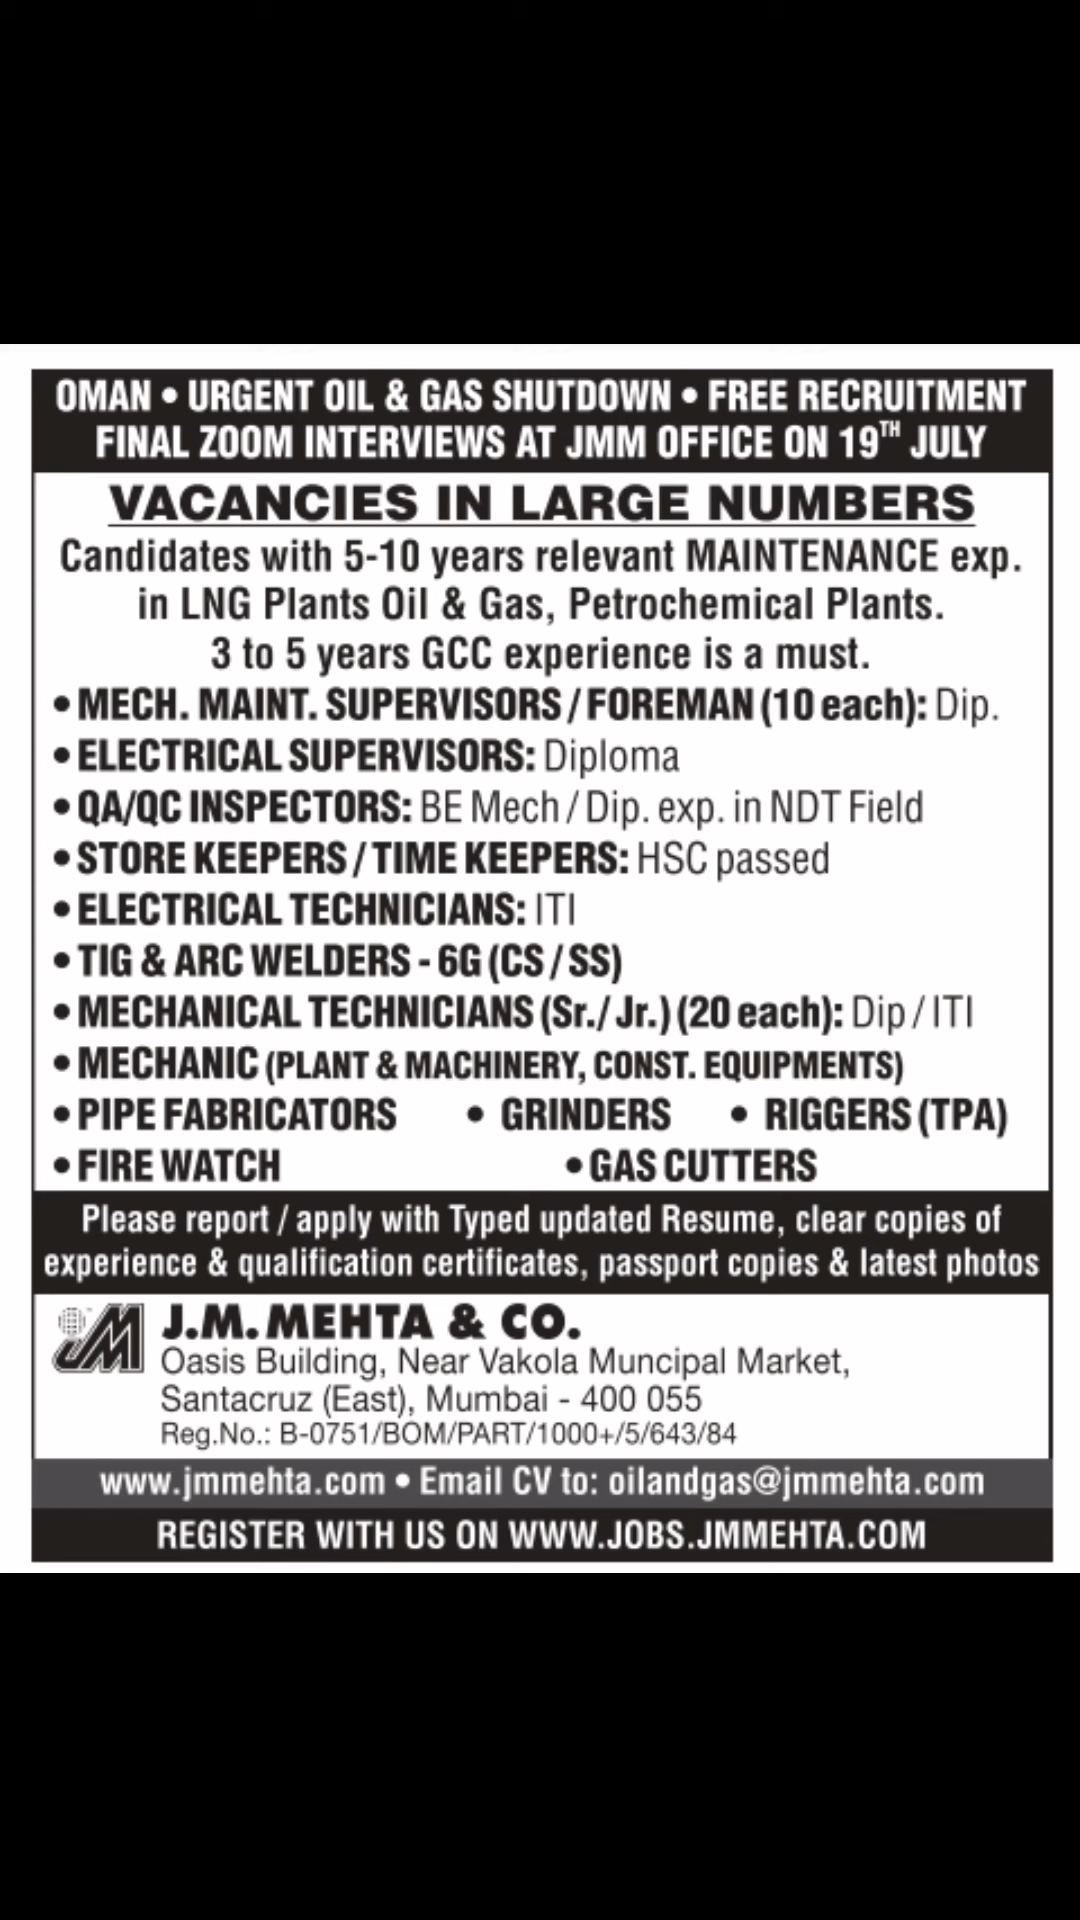 OMAN • URGENT OIL & GAS SHUTDOWN • FREE RECRUITMENT
FINAL ZOOM INTERVIEWS AT JMM OFFICE ON 19TH JULY
VACANCIES IN LARGE NUMBERS
Candidates with 5-10 years relevant MAINTENANCE exp.
in LNG Plants Oil & Gas, Petrochemical Plants.
3 to 5 years GCC experience is a must.
• MECH. MAINT. SUPERVISORS / FOREMAN (10 each): Dip.
• ELECTRICAL SUPERVISORS: Diploma
• QA/QC INSPECTORS: BE Mech / Dip. exp. in NDT Field
• STORE KEEPERS / TIME KEEPERS: HSC passed
• ELECTRICAL TECHNICIANS: ITI
• TIG & ARC WELDERS - 6G (CS / SS)
• MECHANICAL TECHNICIANS (Sr./ Jr.) (20 each): Dip / ITI
• MECHANIC (PLANT & MACHINERY, CONST. EQUIPMENTS)
• PIPE FABRICATORS • GRINDERS • RIGGERS (TPA)
• FIRE WATCH • GAS CUTTERS
Please report / apply with Typed updated Resume, clear copies of
experience & qualification certificates, passport copies & latest photos
JM J.M. MEHTA & CO.
Oasis Building, Near Vakola Muncipal Market,
Santacruz (East), Mumbai - 400 055
Reg.No.: B-0751/BOM/PART/1000+/5/643/84
www.jmmehta.com • Email CV to: oilandgas@jmmehta.com
REGISTER WITH US ON WWW.JOBS.JMMEHTA.COM